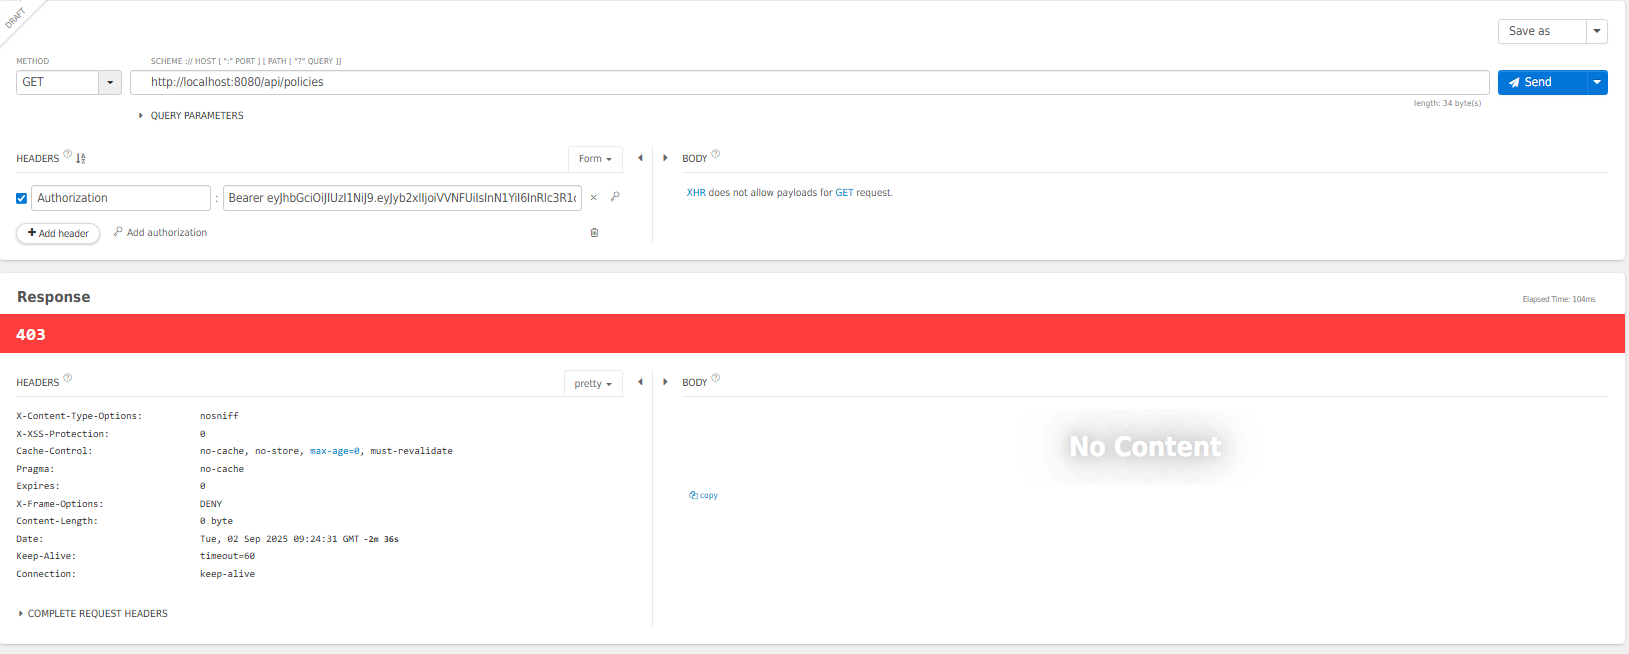 DRAFT
Save as
METHOD
SCHEME :// HOST [ ":" PORT ] [ PATH [ "?" QUERY ]]
GET
http://localhost:8080/api/policies
Send
length: 34 byte(s)
QUERY PARAMETERS
HEADERS
Form
BODY
Authorization
:
XHR does not allow payloads for GET request.
Bearer
Add header
Add authorization
Response
Elapsed Time: 104ms
403
HEADERS
pretty
BODY
X-Content-Type-Options: nosniff
X-XSS-Protection: 0
Cache-Control: no-cache, no-store, max-age=0, must-revalidate
Pragma: no-cache
Expires: 0
X-Frame-Options: DENY
Content-Length: 0 byte
Date: Tue, 02 Sep 2025 09:24:31 GMT -2m 36s
Keep-Alive: timeout=60
Connection: keep-alive
No Content
copy
COMPLETE REQUEST HEADERS